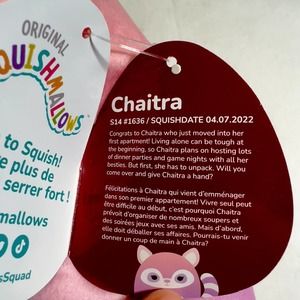 ORIGINAL
SQUISHMALLOWS
to Squish!
re plus de
serrer fort !
mallows
sSquad
Chaitra
S14 #1636 / SQUISHDATE 04.07.2022
Congrats to Chaitra who just moved into her
first apartment! Living alone can be tough at
the beginning, so Chaitra plans on hosting lots
of dinner parties and game nights with all her
besties. But first, she has to unpack. Will you
come over and give Chaitra a hand?
Félicitations à Chaitra qui vient d'emménager
dans son premier appartement! Vivre seul peut
être difficile au début, c'est pourquoi Chaitra
prévoit d'organiser de nombreux soupers et
des soirées jeux avec ses amis. Mais d'abord,
elle doit déballer ses affaires. Pourrais-tu venir
donner un coup de main à Chaitra?